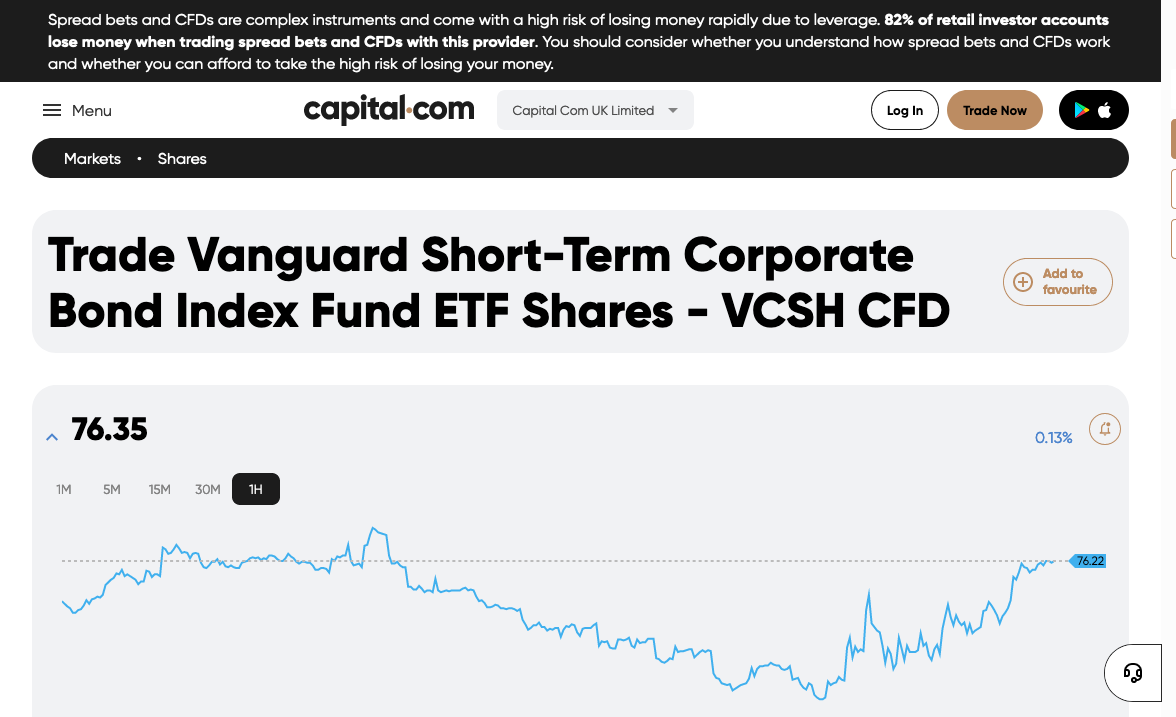 Spread bets and CFDs are complex instruments and come with a high risk of losing money rapidly due to leverage. 82% of retail investor accounts
lose money when trading spread bets and CFDs with this provider. You should consider whether you understand how spread bets and CFDs work
and whether you can afford to take the high risk of losing your money.
Menu
capital.com
Capital Com UK Limited
Log In
Trade Now
Markets • Shares
Trade Vanguard Short-Term Corporate
Bond Index Fund ETF Shares - VCSH CFD
Add to
favourite
76.35
0.13%
1M 5M 15M 30M 1H
76.22